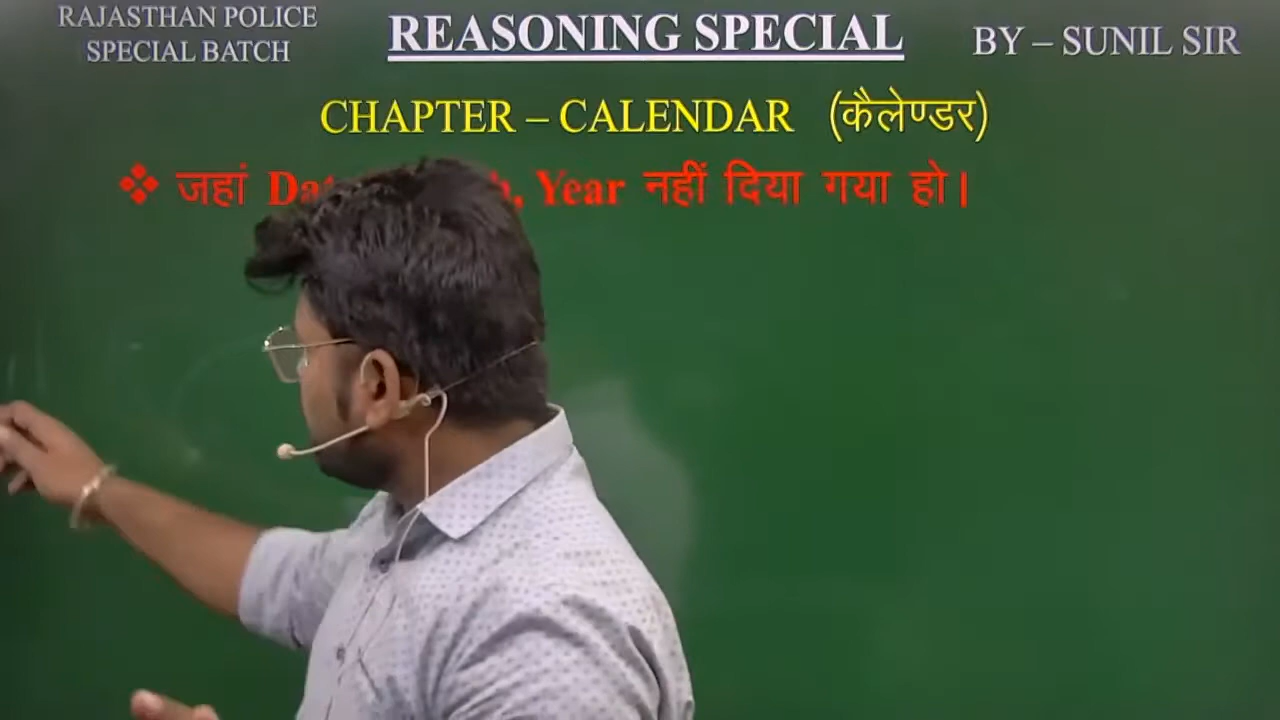 RAJASTHAN POLICE
SPECIAL BATCH
REASONING SPECIAL
BY – SUNIL SIR
CHAPTER – CALENDAR (कैलेण्डर)
❖ जहां Year नहीं दिया गया हो।